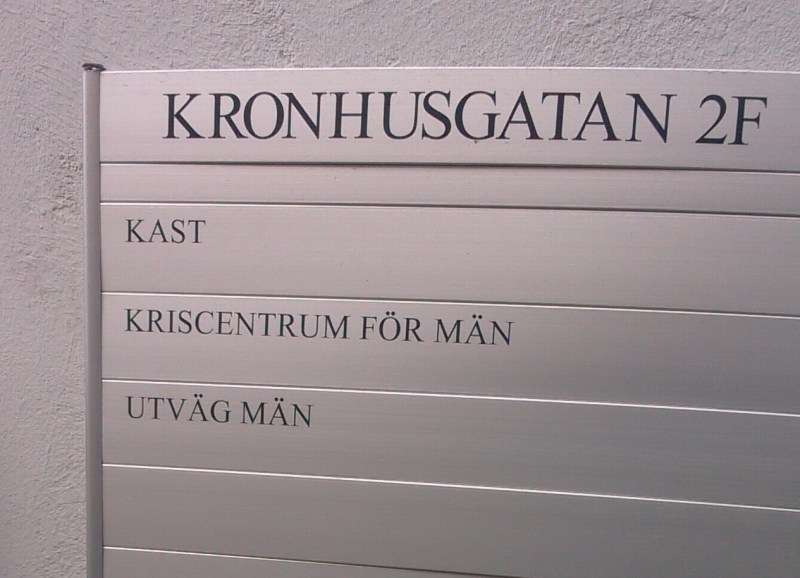 KRONHUSGATAN 2F
KAST
KRISCENTRUM FÖR MÄN
UTVÄG MÄN